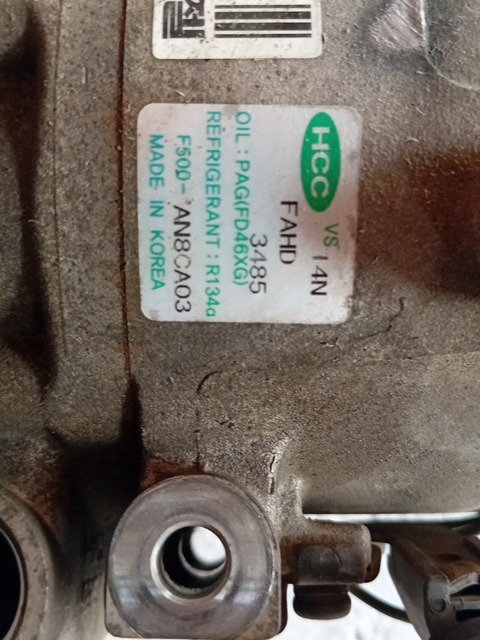 HCC VS 14N
FAHD
3485
OIL : PAG(FD46XG)
REFRIGERANT : R134a
F500-AN8CA03
MADE IN KOREA